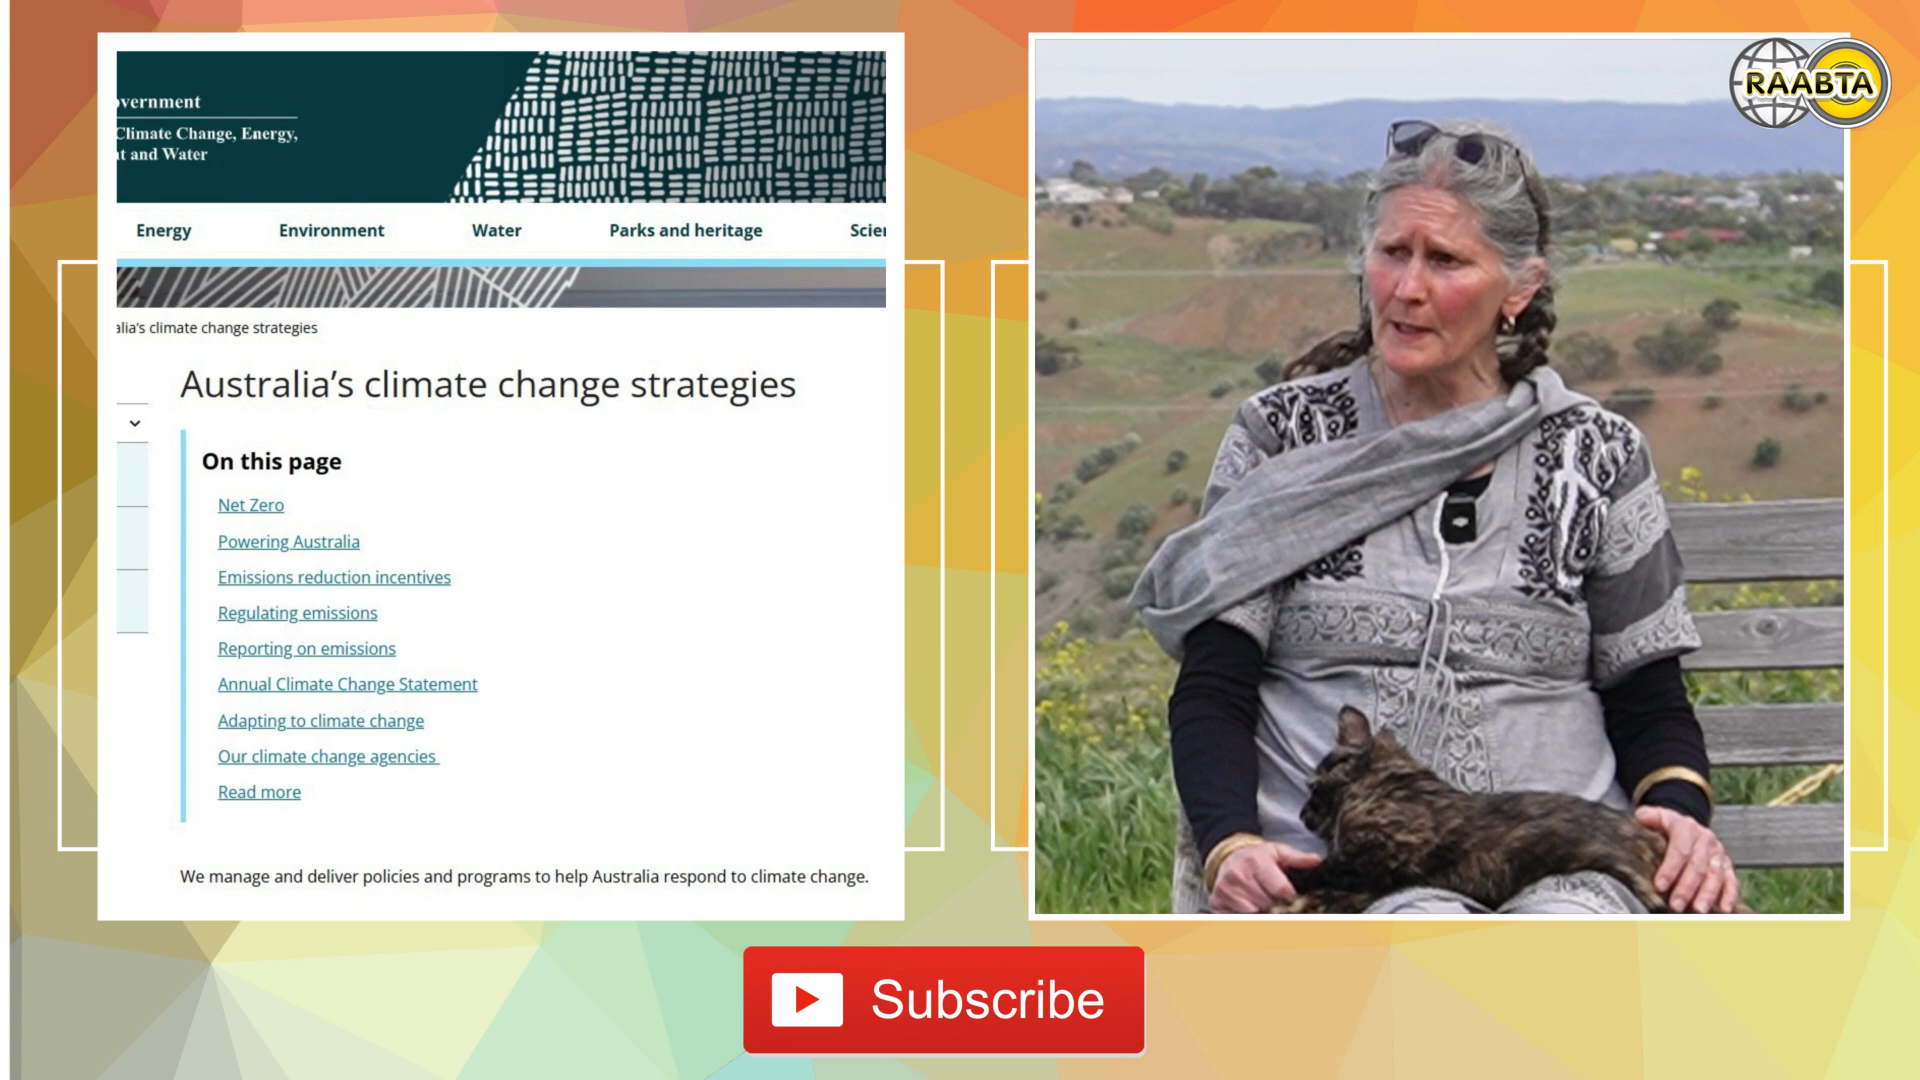 vernment
Climate Change, Energy,
t and Water
Energy Environment Water Parks and heritage Scie
alia's climate change strategies
Australia's climate change strategies
On this page
Net Zero
Powering Australia
Emissions reduction incentives
Regulating emissions
Reporting on emissions
Annual Climate Change Statement
Adapting to climate change
Our climate change agencies
Read more
We manage and deliver policies and programs to help Australia respond to climate change.
RAABTA
Subscribe